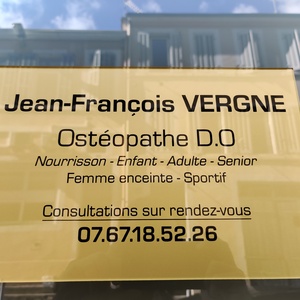 Jean-François VERGNE
Ostéopathe D.O
Nourrisson - Enfant - Adulte - Senior
Femme enceinte - Sportif
Consultations sur rendez-vous
07.67.18.52.26